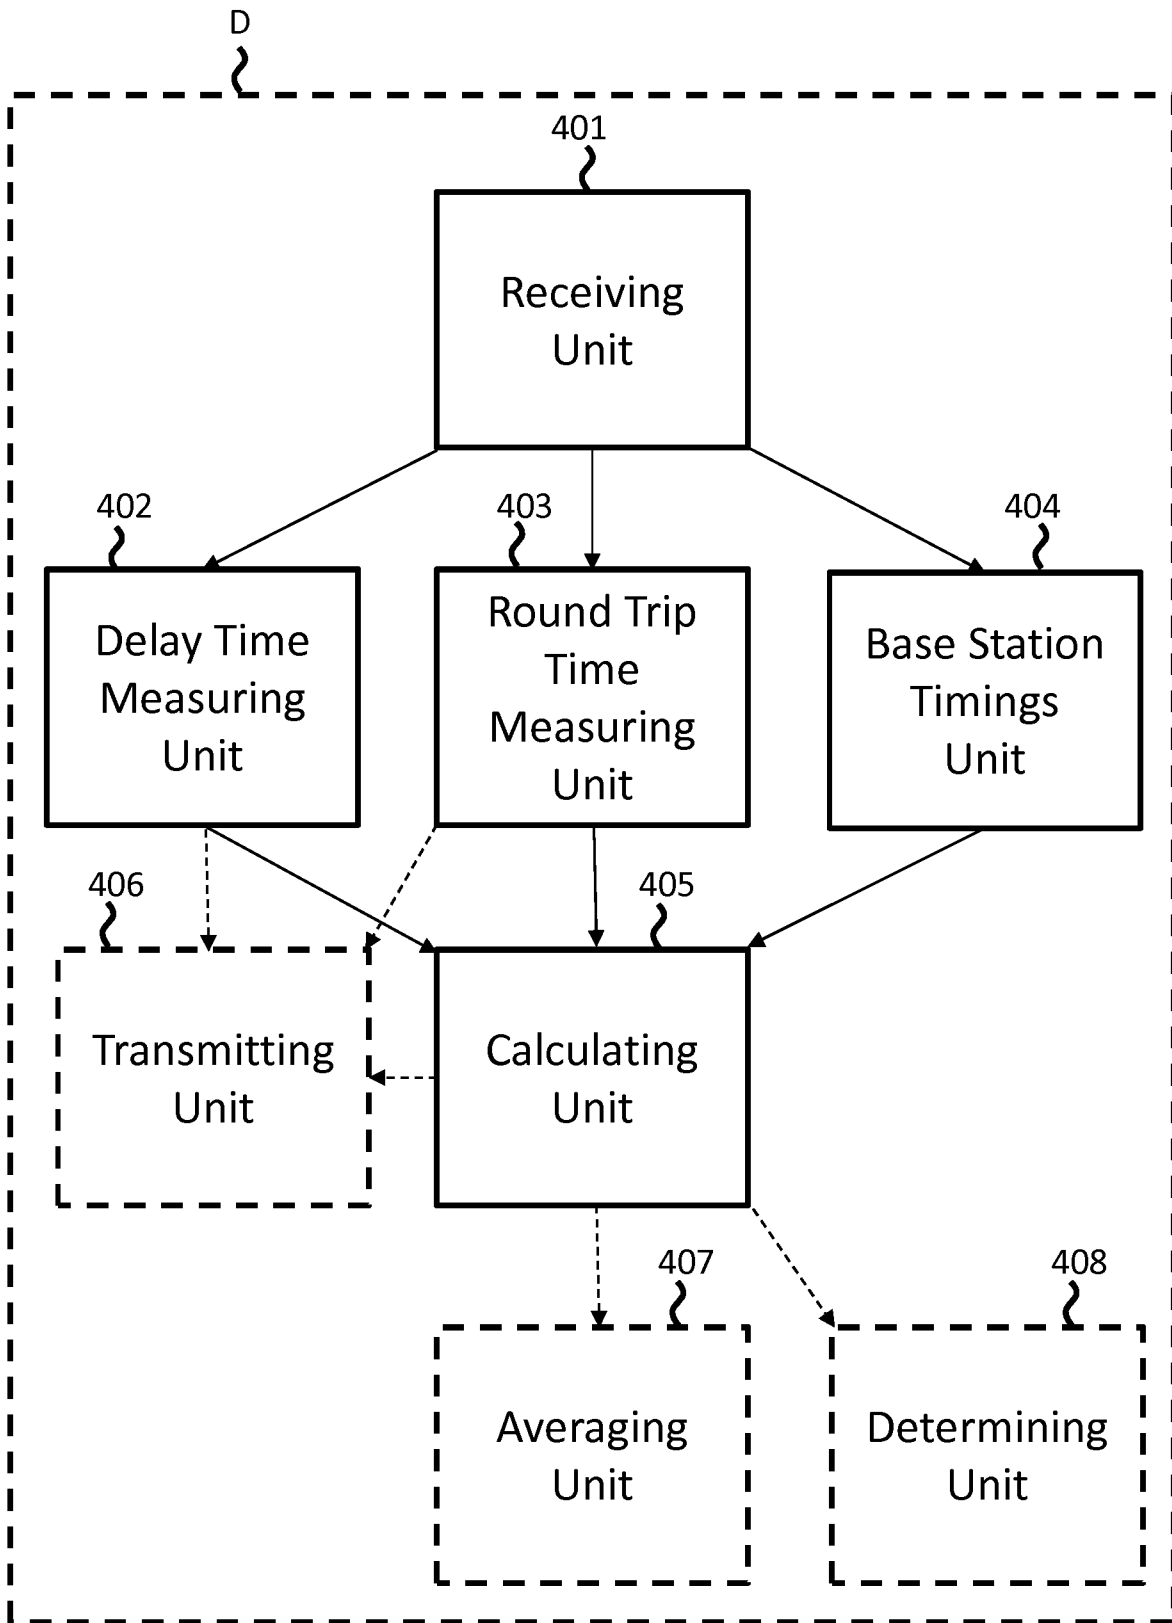 D
401
Receiving
Unit
402
403
404
Delay Time
Measuring
Unit
Round Trip
Time
Measuring
Unit
Base Station
Timings
Unit
406
405
Transmitting
Unit
Calculating
Unit
407
408
Averaging
Unit
Determining
Unit